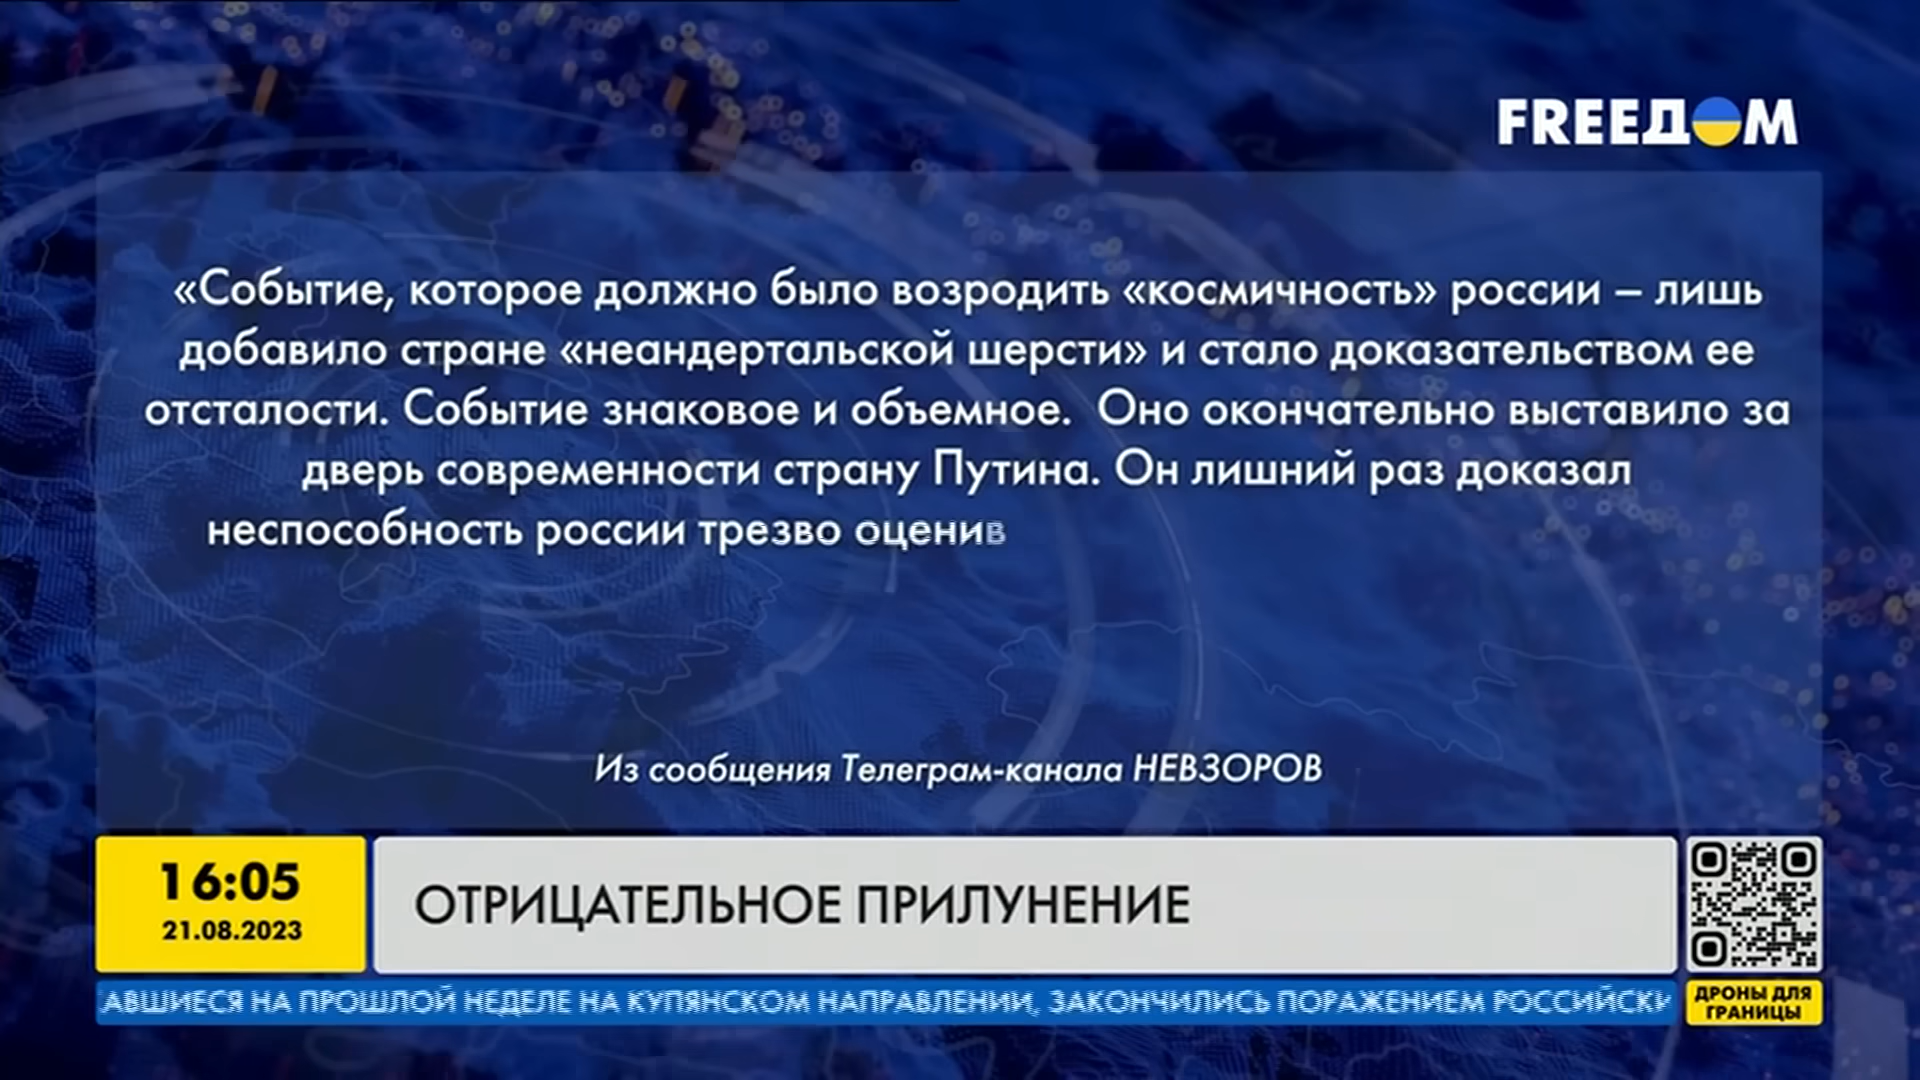 FREEДOM
«Событие, которое должно было возродить «космичность» россии – лишь
добавило стране «неандертальской шерсти» и стало доказательством ее
отсталости. Событие знаковое и объемное. Оно окончательно выставило за
дверь современности страну Путина. Он лишний раз доказал
неспособность россии трезво оценив
Из сообщения Телеграм-канала НЕВЗОРОВ
16:05
21.08.2023
ОТРИЦАТЕЛЬНОЕ ПРИЛУНЕНИЕ
АВШИЕСЯ НА ПРОШЛОЙ НЕДЕЛЕ НА КУПЯНСКОМ НАПРАВЛЕНИИ, ЗАКОНЧИЛИСЬ ПОРАЖЕНИЕМ РОССИЙСКИ
ДРОНЫ ДЛЯ
ГРАНИЦЫ